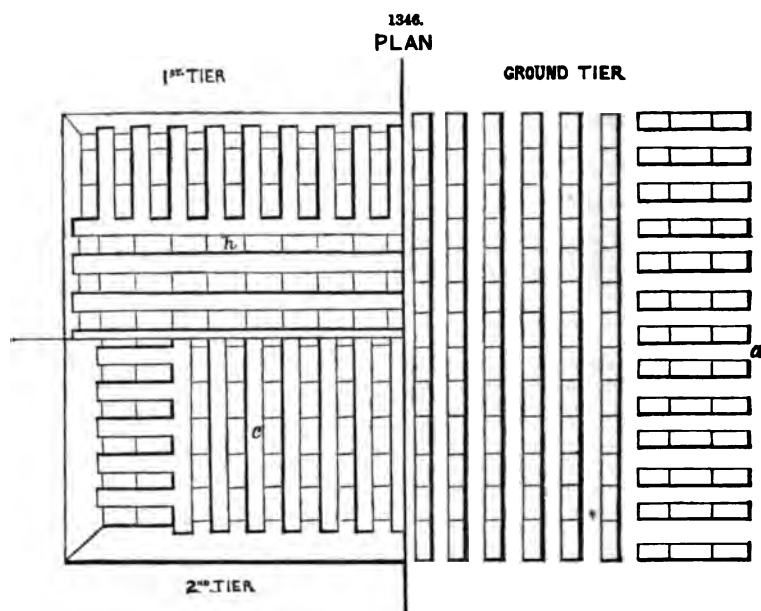 1346.
PLAN
1ST. TIER
GROUND TIER
h
a
c
2ND. TIER